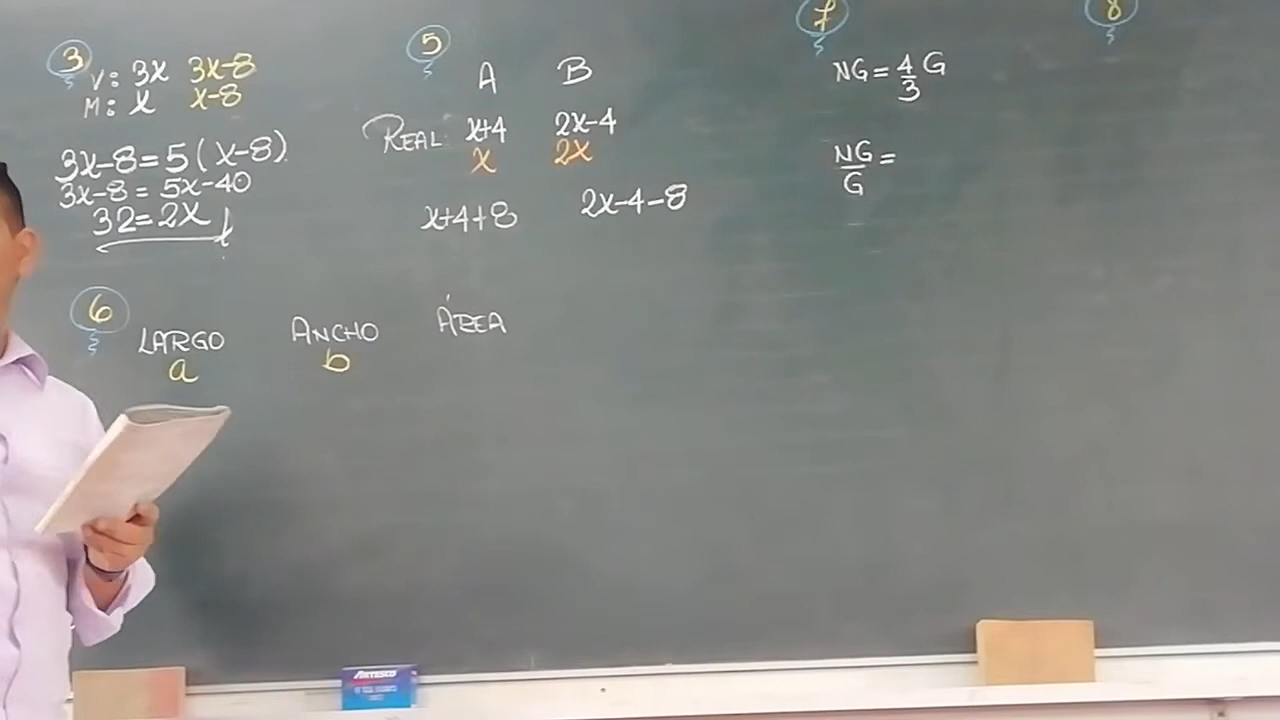 3
V: 3x 3x-8
M: x x-8
3x-8=5(x-8)
3x-8=5x-40
32=2x
5
A B
REAL: x+4 2x-4
x 2x
x+4+8 2x-4-8
6
LARGO ANCHO ÁREA
a b
7
NG = 4/3 G
NG/G =
8
ARTESCO